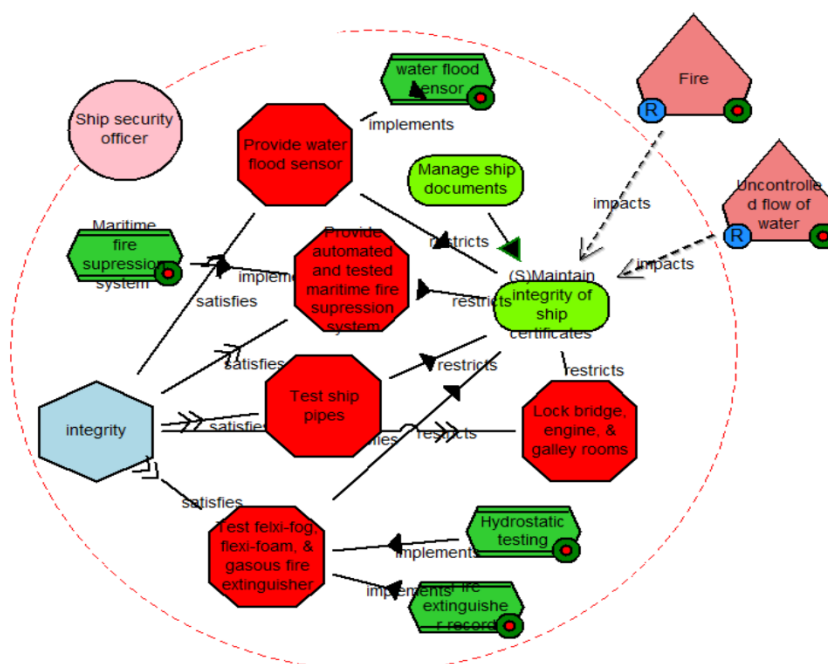 water flood
sensor
Fire
R
Ship security
officer
implements
Provide water
flood sensor
Manage ship
documents
impacts
Uncontrolle
d flow of
water
R
Maritime
fire
supression
system
restricts
Provide
automated
and tested
maritime fire
supression
system
impacts
(S)Maintain
integrity of
ship
certificates
satisfies
restricts
satisfies
restricts
restricts
Test ship
pipes
integrity
satisfies
restricts
Lock bridge,
engine, &
galley rooms
satisfies
Test felxi-fog,
flexi-foam, &
gasous fire
extinguisher
Hydrostatic
testing
implements
implements
Fire
extinguishe
r record